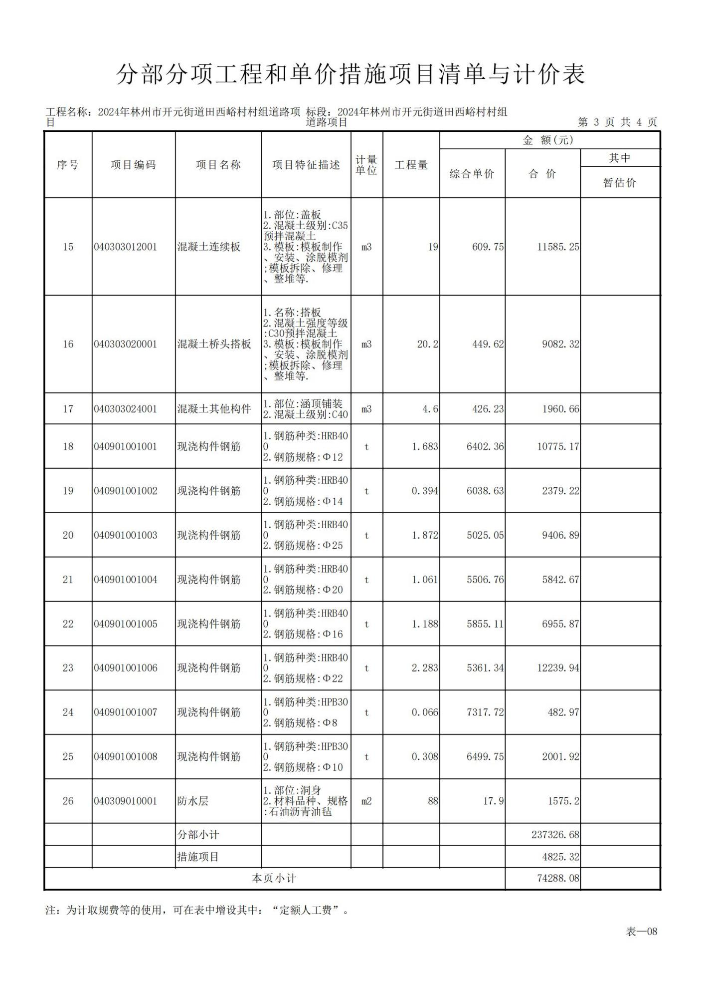 分部分项工程和单价措施项目清单与计价表
工程名称：2024年林州市开元街道田西峪村村组道路项目 标段：2024年林州市开元街道田西峪村村组道路项目 第 3 页 共 4 页
序号 项目编码 项目名称 项目特征描述 计量单位 工程量 金 额(元)
综合单价 合 价 其中
暂估价
15 040303012001 混凝土连续板 1.部位:盖板
2.混凝土级别:C35
预拌混凝土
3.模板:模板制作
、安装、涂脱模剂
;模板拆除、修理
、整堆等. m3 19 609.75 11585.25
16 040303020001 混凝土桥头搭板 1.名称:搭板
2.混凝土强度等级
:C30预拌混凝土
3.模板:模板制作
、安装、涂脱模剂
;模板拆除、修理
、整堆等. m3 20.2 449.62 9082.32
17 040303024001 混凝土其他构件 1.部位:涵顶铺装
2.混凝土级别:C40 m3 4.6 426.23 1960.66
18 040901001001 现浇构件钢筋 1.钢筋种类:HRB40
0
2.钢筋规格:Φ12 t 1.683 6402.36 10775.17
19 040901001002 现浇构件钢筋 1.钢筋种类:HRB40
0
2.钢筋规格:Φ14 t 0.394 6038.63 2379.22
20 040901001003 现浇构件钢筋 1.钢筋种类:HRB40
0
2.钢筋规格:Φ25 t 1.872 5025.05 9406.89
21 040901001004 现浇构件钢筋 1.钢筋种类:HRB40
0
2.钢筋规格:Φ20 t 1.061 5506.76 5842.67
22 040901001005 现浇构件钢筋 1.钢筋种类:HRB40
0
2.钢筋规格:Φ16 t 1.188 5855.11 6955.87
23 040901001006 现浇构件钢筋 1.钢筋种类:HRB40
0
2.钢筋规格:Φ22 t 2.283 5361.34 12239.94
24 040901001007 现浇构件钢筋 1.钢筋种类:HPB30
0
2.钢筋规格:Φ8 t 0.066 7317.72 482.97
25 040901001008 现浇构件钢筋 1.钢筋种类:HPB30
0
2.钢筋规格:Φ10 t 0.308 6499.75 2001.92
26 040309010001 防水层 1.部位:洞身
2.材料品种、规格
:石油沥青油毡 m2 88 17.9 1575.2
分部小计 237326.68
措施项目 4825.32
本页小计 74288.08
注：为计取规费等的使用，可在表中增设其中：“定额人工费”。
表—08